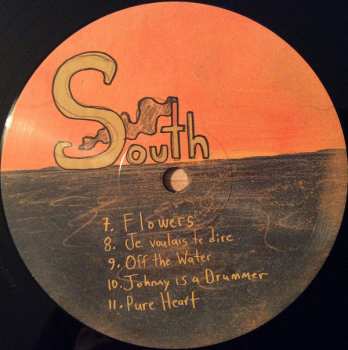 South
7. Flowers
8. Je voulais te dire
9. Off the Water
10. Johnny is a Drummer
11. Pure Heart